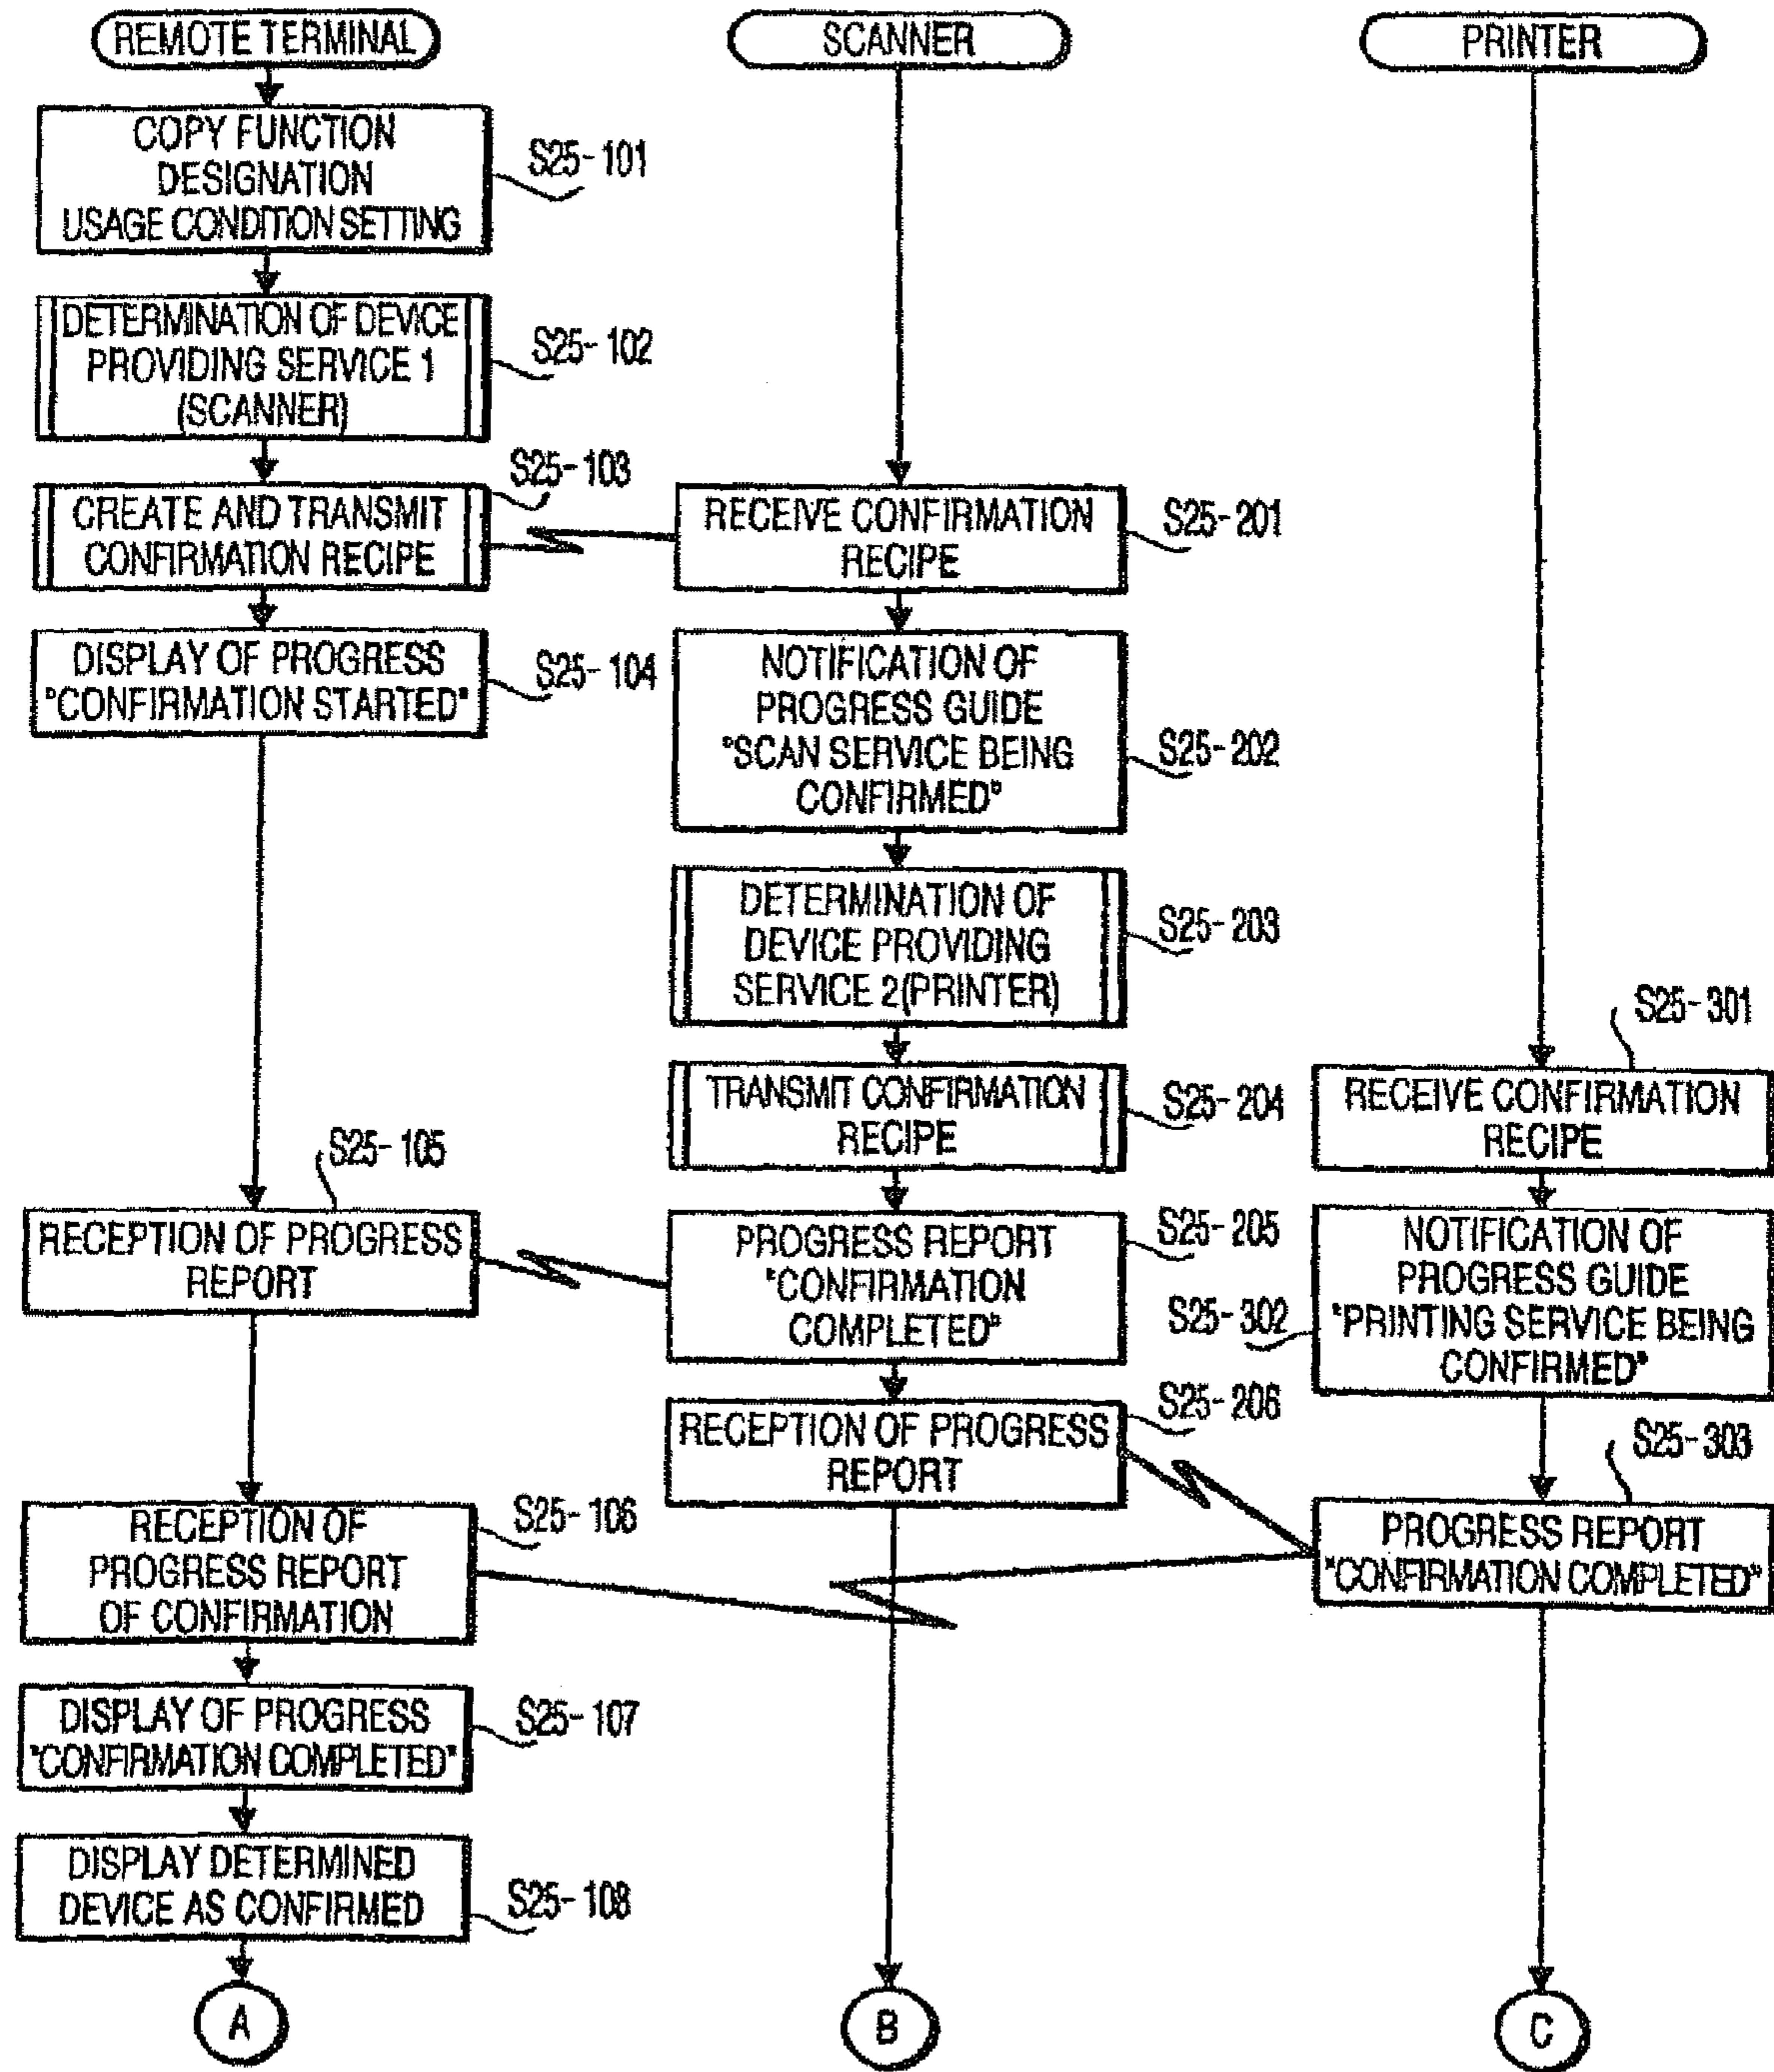 REMOTE TERMINAL
COPY FUNCTION
DESIGNATION
USAGE CONDITION SETTING
S25-101
DETERMINATION OF DEVICE
PROVIDING SERVICE 1
(SCANNER)
S25-102
CREATE AND TRANSMIT
CONFIRMATION RECIPE
S25-103
DISPLAY OF PROGRESS
"CONFIRMATION STARTED"
S25-104
RECEPTION OF PROGRESS
REPORT
S25-105
RECEPTION OF
PROGRESS REPORT
OF CONFIRMATION
S25-106
DISPLAY OF PROGRESS
"CONFIRMATION COMPLETED"
S25-107
DISPLAY DETERMINED
DEVICE AS CONFIRMED
S25-108
A
SCANNER
RECEIVE CONFIRMATION
RECIPE
S25-201
NOTIFICATION OF
PROGRESS GUIDE
"SCAN SERVICE BEING
CONFIRMED"
S25-202
DETERMINATION OF
DEVICE PROVIDING
SERVICE 2(PRINTER)
S25-203
TRANSMIT CONFIRMATION
RECIPE
S25-204
PROGRESS REPORT
"CONFIRMATION
COMPLETED"
S25-205
RECEPTION OF PROGRESS
REPORT
S25-206
B
PRINTER
RECEIVE CONFIRMATION
RECIPE
S25-301
NOTIFICATION OF
PROGRESS GUIDE
"PRINTING SERVICE BEING
CONFIRMED"
S25-302
PROGRESS REPORT
"CONFIRMATION COMPLETED"
S25-303
C